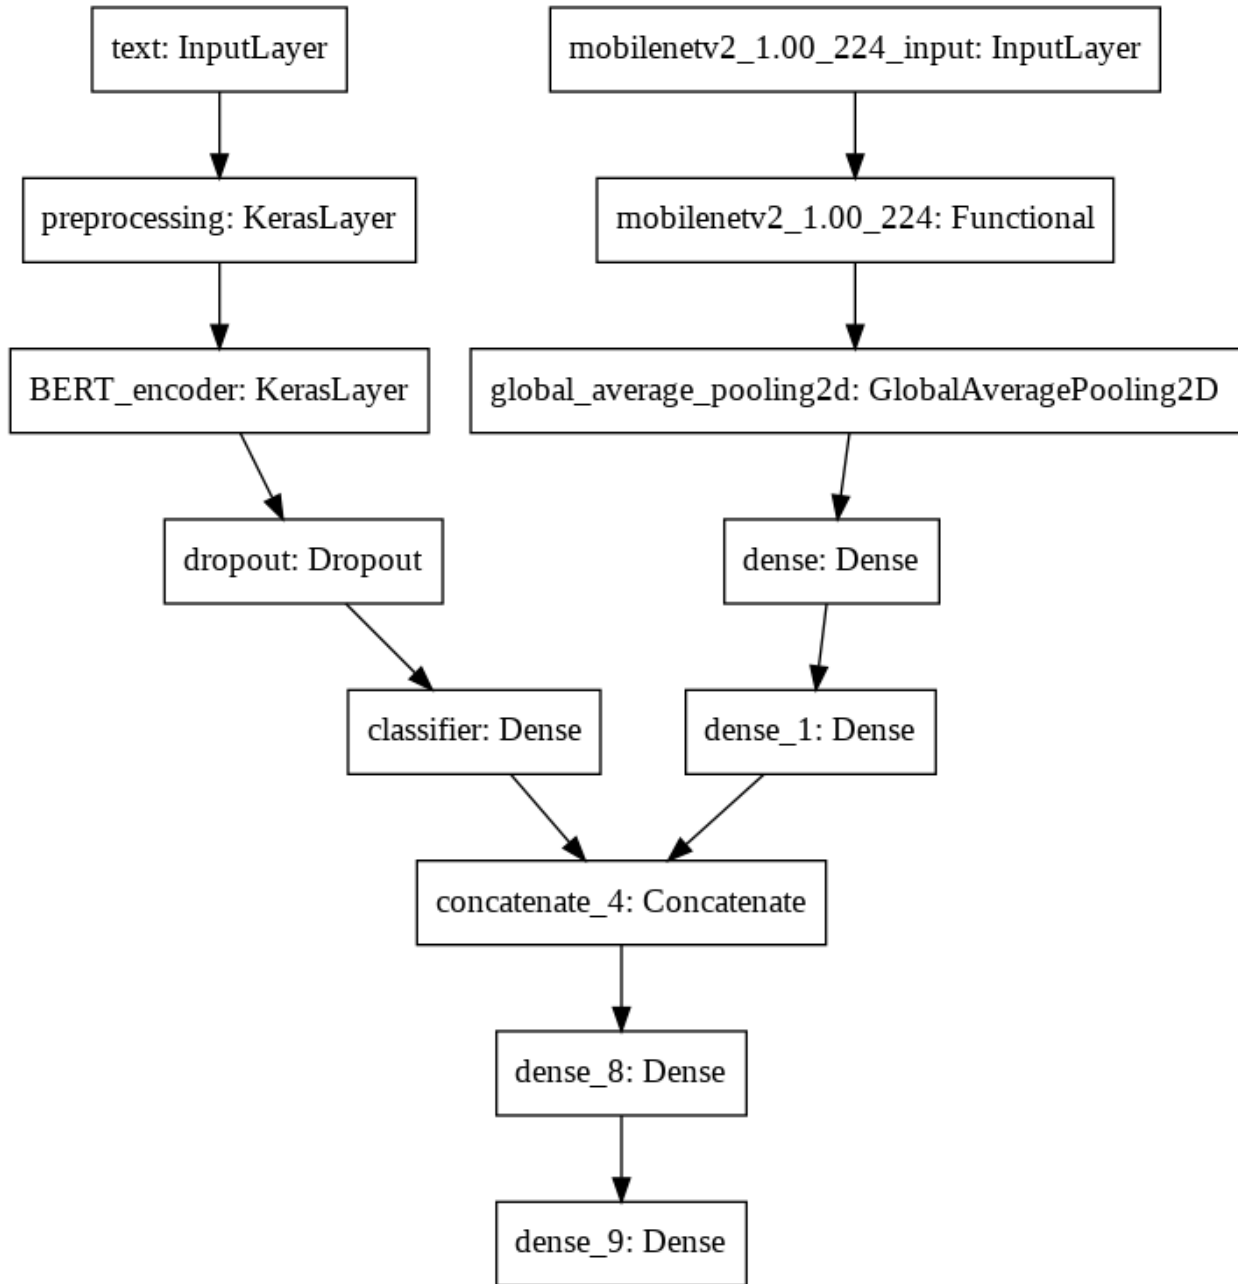 text: InputLayer
mobilenetv2_1.00_224_input: InputLayer
preprocessing: KerasLayer
mobilenetv2_1.00_224: Functional
BERT_encoder: KerasLayer
global_average_pooling2d: GlobalAveragePooling2D
dropout: Dropout
dense: Dense
classifier: Dense
dense_1: Dense
concatenate_4: Concatenate
dense_8: Dense
dense_9: Dense